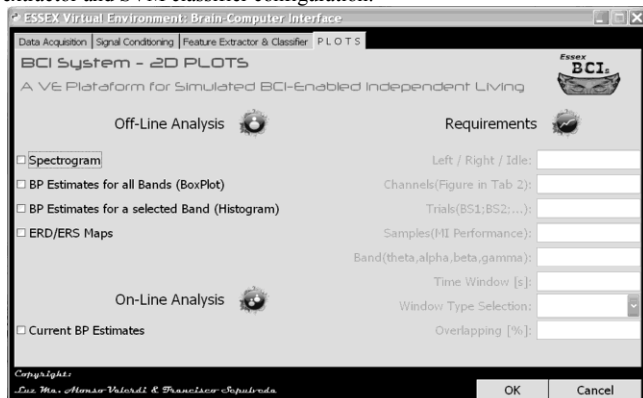 extractor and SVM classifier configuration.
ESSEX Virtual Environment: Brain-Computer Interface
Data Acquisition Signal Conditioning Feature Extractor & Classifier PLOTS
BCI System - 2D PLOTS
Essex
BCIs
A VE Plataform for Simulated BCI-Enabled Independent Living
Off-Line Analysis
Requirements
Spectrogram
Left / Right / Idle:
BP Estimates for all Bands (BoxPlot)
Channels(Figure in Tab 2):
BP Estimates for a selected Band (Histogram)
Trials(BS1;BS2;...):
ERD/ERS Maps
Samples(MI Performance):
Band(theta,alpha,beta,gamma):
Time Window [s]:
On-Line Analysis
Window Type Selection:
Current BP Estimates
Overlapping [%]:
Copyright:
Luz Ma. Alonso Valerdi & Francisco Sepulveda
OK
Cancel